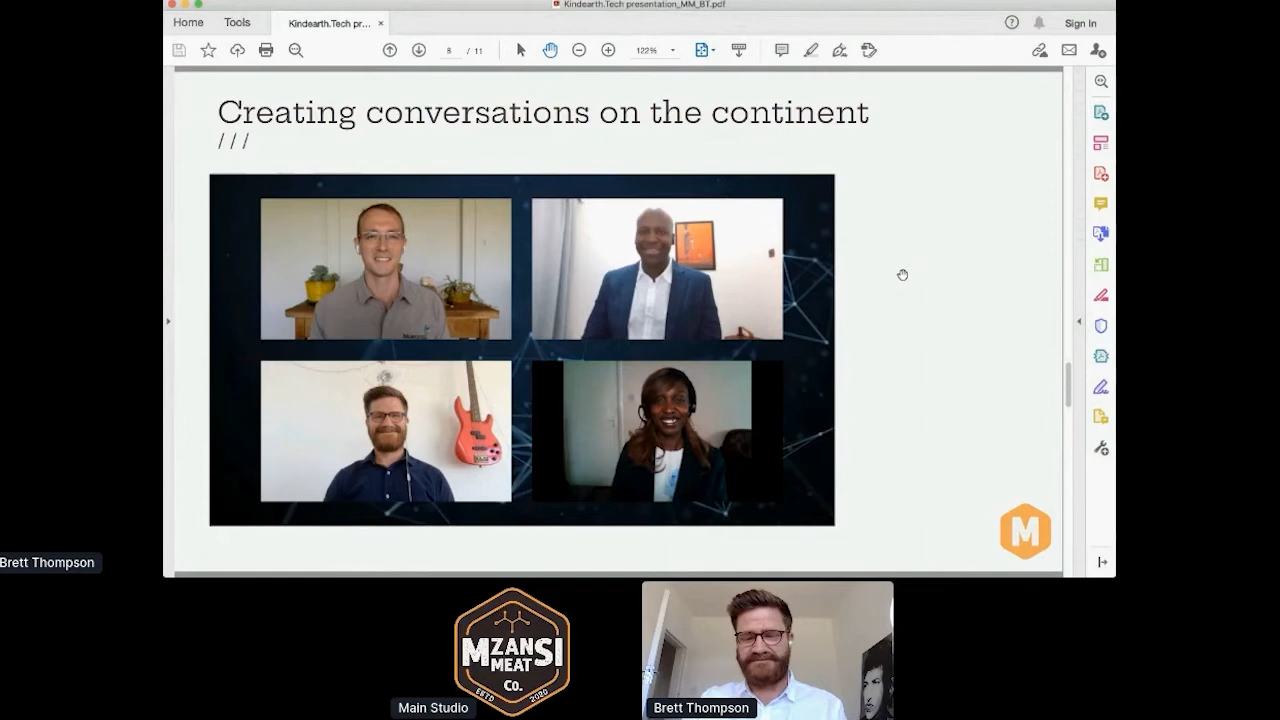 Kindearth.Tech presentation_MM_BT.pdf
Home
Tools
Kindearth.Tech pr... ×
Sign In
8 / 11
122%
Creating conversations on the continent
///
M
Brett Thompson
MZANSI
MEAT
Co.
ESTD 2020
Main Studio
Brett Thompson